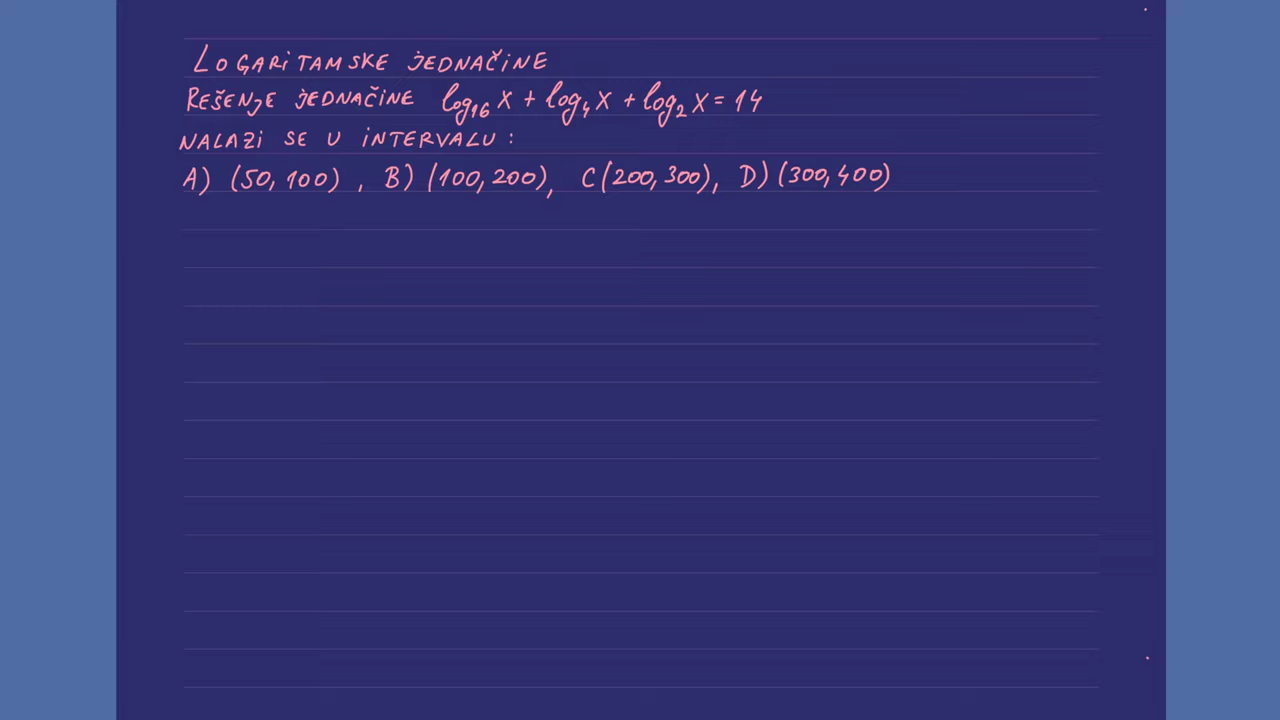 LOGARITAMSKE JEDNAČINE
REŠENJE JEDNAČINE log₁₆ X + log₄ X + log₂ X = 14
NALAZI SE U INTERVALU:
A) (50, 100) , B) (100, 200), C (200, 300), D) (300, 400)